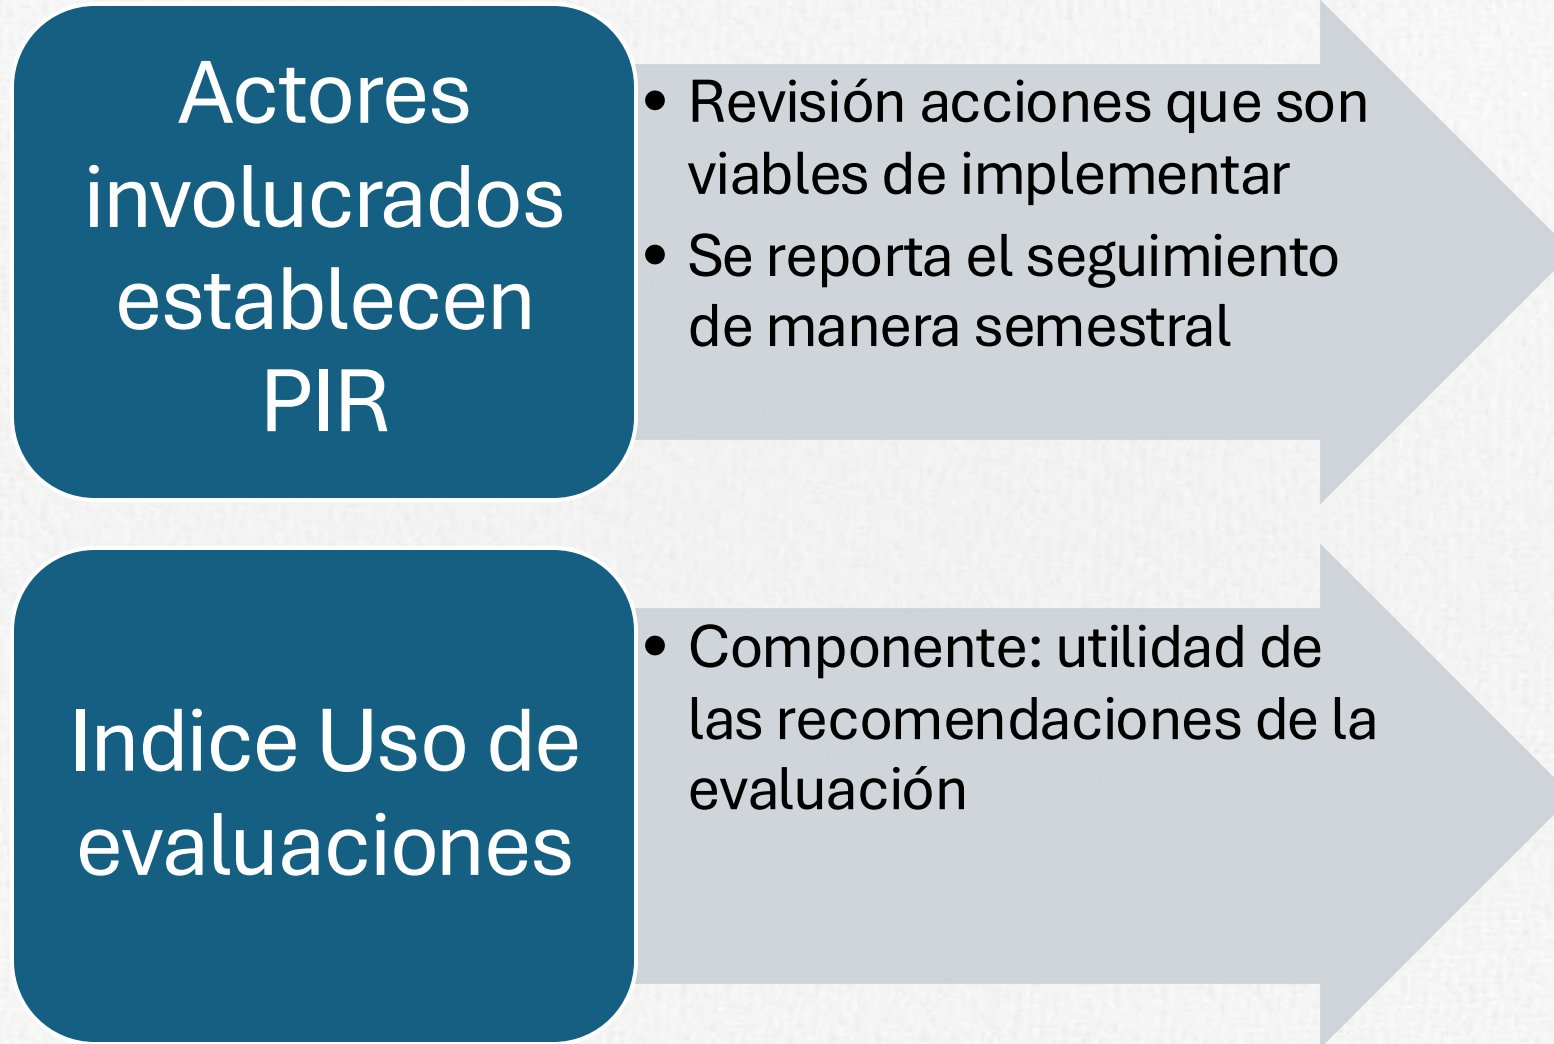 Actores
involucrados
establecen
PIR
• Revisión acciones que son
viables de implementar
• Se reporta el seguimiento
de manera semestral
Indice Uso de
evaluaciones
• Componente: utilidad de
las recomendaciones de la
evaluación